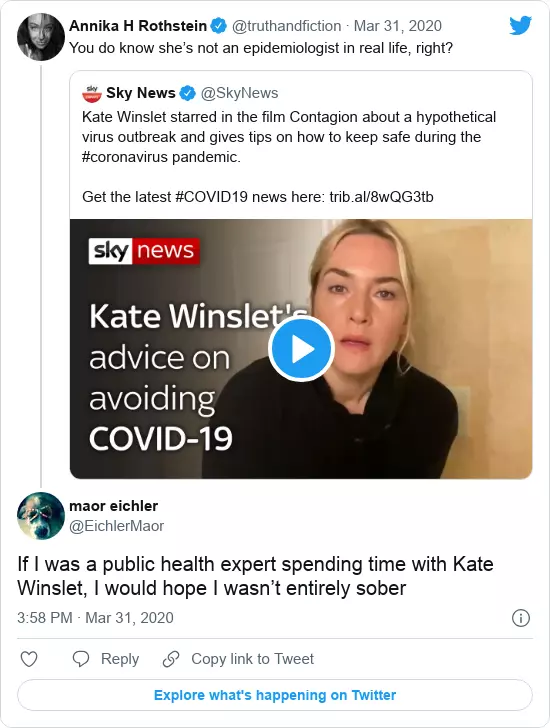 Annika H Rothstein @truthandfiction · Mar 31, 2020
You do know she’s not an epidemiologist in real life, right?
sky news
Sky News @SkyNews
Kate Winslet starred in the film Contagion about a hypothetical
virus outbreak and gives tips on how to keep safe during the
#coronavirus pandemic.
Get the latest #COVID19 news here: trib.al/8wQG3tb
sky news
Kate Winslet's
advice on
avoiding
COVID-19
maor eichler
@EichlerMaor
If I was a public health expert spending time with Kate
Winslet, I would hope I wasn’t entirely sober
3:58 PM · Mar 31, 2020
Reply Copy link to Tweet
Explore what's happening on Twitter